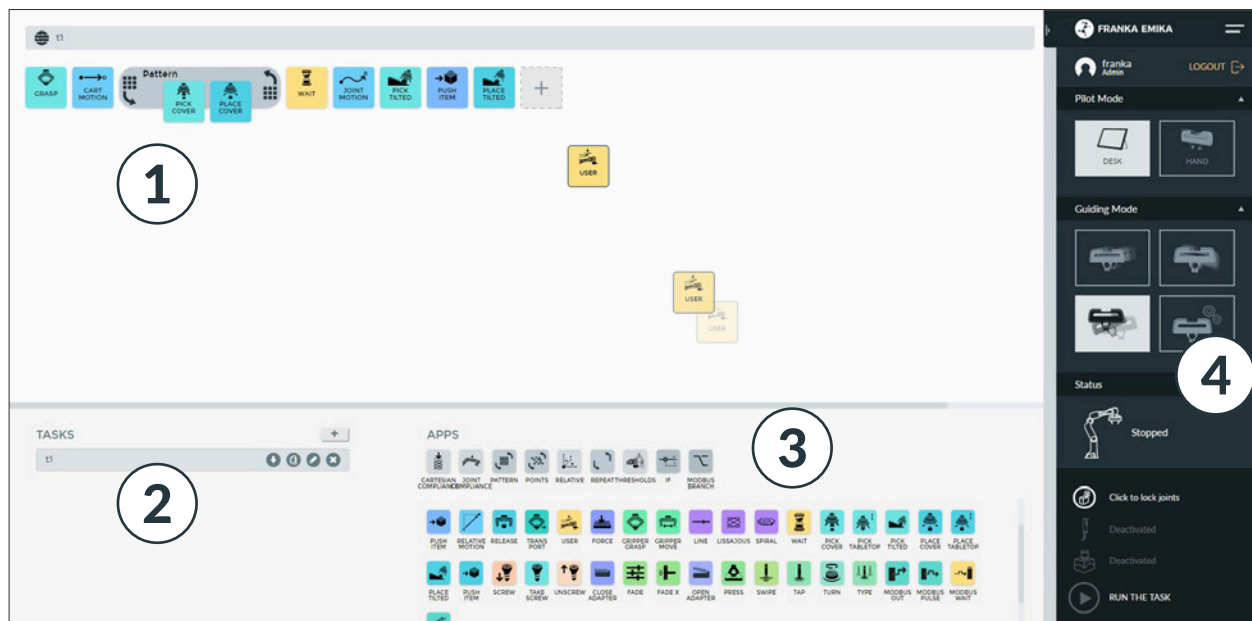 t1
GRASP
CART
MOTION
Pattern
PICK
COVER
PLACE
COVER
WAIT
JOINT
MOTION
PICK
TILTED
PUSH
ITEM
PLACE
TILTED
+
1
USER
USER
USER
TASKS
+
t1
2
APPS
3
CARTESIAN
COMPLIANCE
JOINT
COMPLIANCE
PATTERN
POINTS
RELATIVE
REPEAT
THRESHOLDS
IF
MODBUS
BRANCH
PUSH
ITEM
RELATIVE
MOTION
RELEASE
TRANS
PORT
USER
FORCE
GRIPPER
GRASP
GRIPPER
MOVE
LINE
LISSAJOUS
SPIRAL
WAIT
PICK
COVER
PICK
TABLETOP
PICK
TILTED
PLACE
COVER
PLACE
TABLETOP
PLACE
TILTED
PUSH
ITEM
SCREW
TAKE
SCREW
UNSCREW
CLOSE
ADAPTER
FADE
FADE X
OPEN
ADAPTER
PRESS
SWIPE
TAP
TURN
TYPE
MODBUS
OUT
MODBUS
PULSE
MODBUS
WAIT
FRANKA EMIKA
franka
Admin
LOGOUT
Pilot Mode
DESK
HAND
Guiding Mode
4
Status
Stopped
Click to lock joints
Deactivated
Deactivated
RUN THE TASK